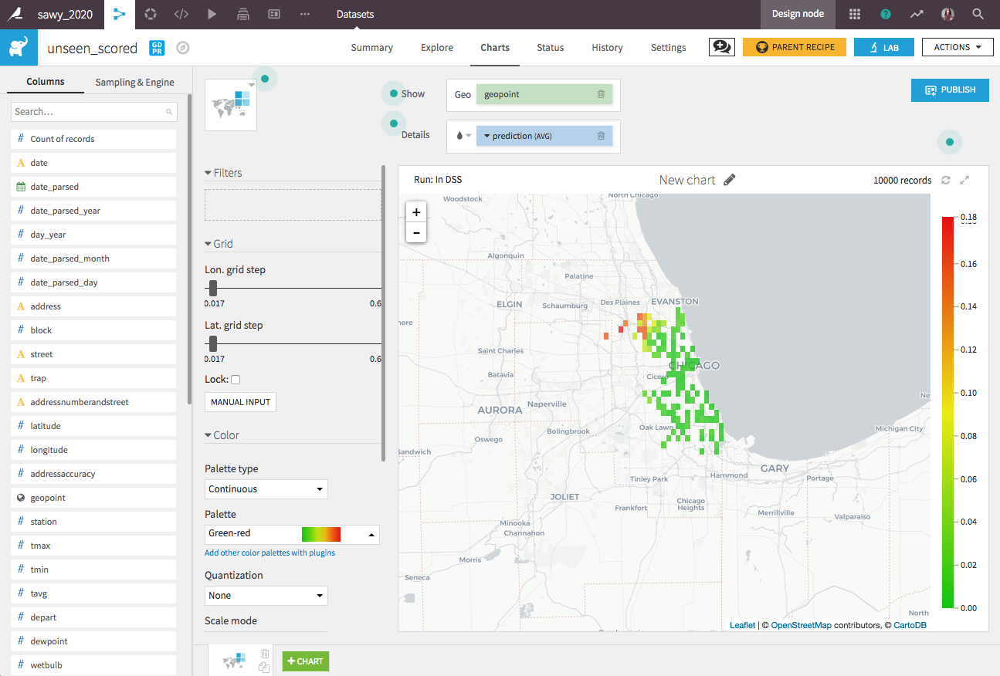 sawy_2020
Datasets
Design node
unseen_scored
GD
PR
Summary
Explore
Charts
Status
History
Settings
PARENT RECIPE
LAB
ACTIONS
Columns
Sampling & Engine
Search...
# Count of records
A date
date_parsed
# date_parsed_year
# day_year
# date_parsed_month
# date_parsed_day
A address
# block
A street
A trap
A addressnumberandstreet
# latitude
# longitude
# addressaccuracy
geopoint
# station
# tmax
# tmin
# tavg
# depart
# dewpoint
# wetbulb
Show
Geo
geopoint
Details
prediction (AVG)
PUBLISH
Filters
Grid
Lon. grid step
0.017
0.6
Lat. grid step
0.017
0.6
Lock:
MANUAL INPUT
Color
Palette type
Continuous
Palette
Green-red
Add other color palettes with plugins
Quantization
None
Scale mode
+ CHART
Run: In DSS
New chart
10000 records
+
-
Woodstock
North Chicago
Algonquin
Palatine
ELGIN
Schaumburg
Des Plaines
EVANSTON
more
Saint Charles
Batavia
CHICAGO
Cicero
AURORA
Naperville
Bolingbrook
Oswego
Oak Lawn
Sandwich
Ne
Michigan City
GARY
Hammond
Portage
Tinley Park
JOLIET
Frankfort
Chicago
Heights
Merrillville
Valparaiso
Minooka
Channahon
Morris
Seneca
North
Leaflet | © OpenStreetMap contributors, © CartoDB
0.18
0.16
0.14
0.12
0.10
0.08
0.06
0.04
0.02
0.00